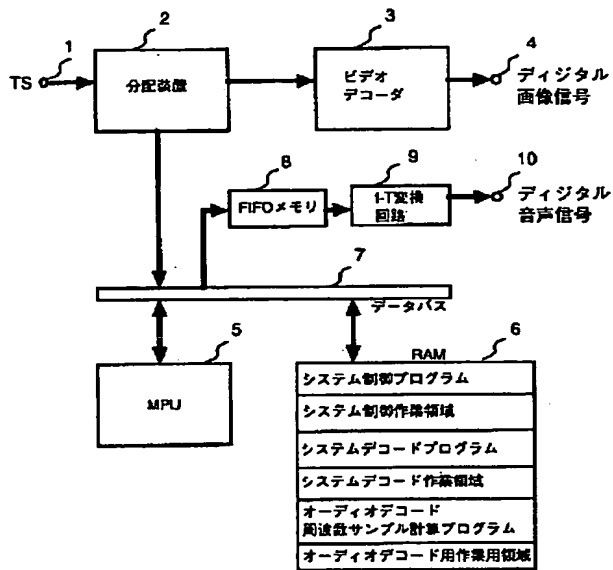 1
TS
2
分配装置
3
ビデオ
デコーダ
4
ディジタル
画像信号
8
FIFOメモリ
9
f-T変換
回路
10
ディジタル
音声信号
7
データバス
5
MPU
6
RAM
システム制御プログラム
システム制御作業領域
システムデコードプログラム
システムデコード作業領域
オーディオデコード
周波数サンプル計算プログラム
オーディオデコード用作業用領域